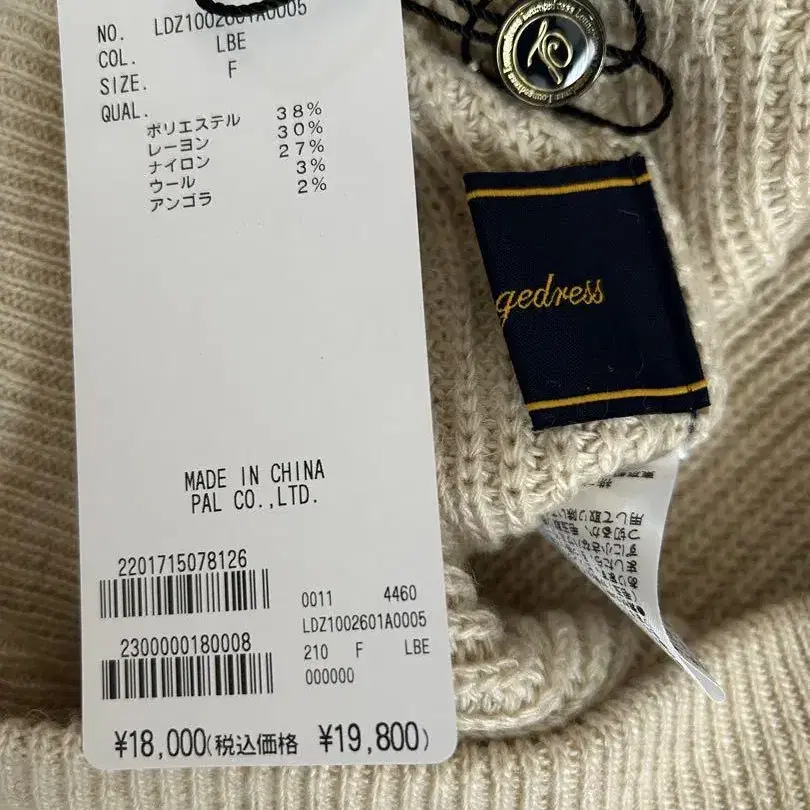 NO. LDZ1002601A0005
COL. LBE
SIZE. F
QUAL.
ポリエステル 38%
レーヨン 30%
ナイロン 27%
ウール 3%
アンゴラ 2%
gedress
MADE IN CHINA
PAL CO.,LTD.
2201715078126
0011 4460
LDZ1002601A0005
2300000180008
210 F LBE
000000
¥18,000(税込価格 ¥19,800)